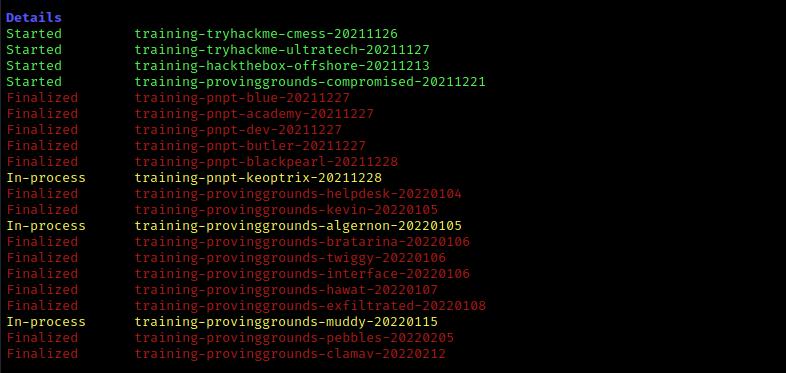 Details
Started training-tryhackme-cmess-20211126
Started training-tryhackme-ultratech-20211127
Started training-hackthebox-offshore-20211213
Started training-provinggrounds-compromised-20211221
Finalized training-pnpt-blue-20211227
Finalized training-pnpt-academy-20211227
Finalized training-pnpt-dev-20211227
Finalized training-pnpt-butler-20211227
Finalized training-pnpt-blackpearl-20211228
In-process training-pnpt-keoptrix-20211228
Finalized training-provinggrounds-helpdesk-20220104
Finalized training-provinggrounds-kevin-20220105
In-process training-provinggrounds-algernon-20220105
Finalized training-provinggrounds-bratarina-20220106
Finalized training-provinggrounds-twiggy-20220106
Finalized training-provinggrounds-interface-20220106
Finalized training-provinggrounds-hawat-20220107
Finalized training-provinggrounds-exfiltrated-20220108
In-process training-provinggrounds-muddy-20220115
Finalized training-provinggrounds-pebbles-20220205
Finalized training-provinggrounds-clamav-20220212